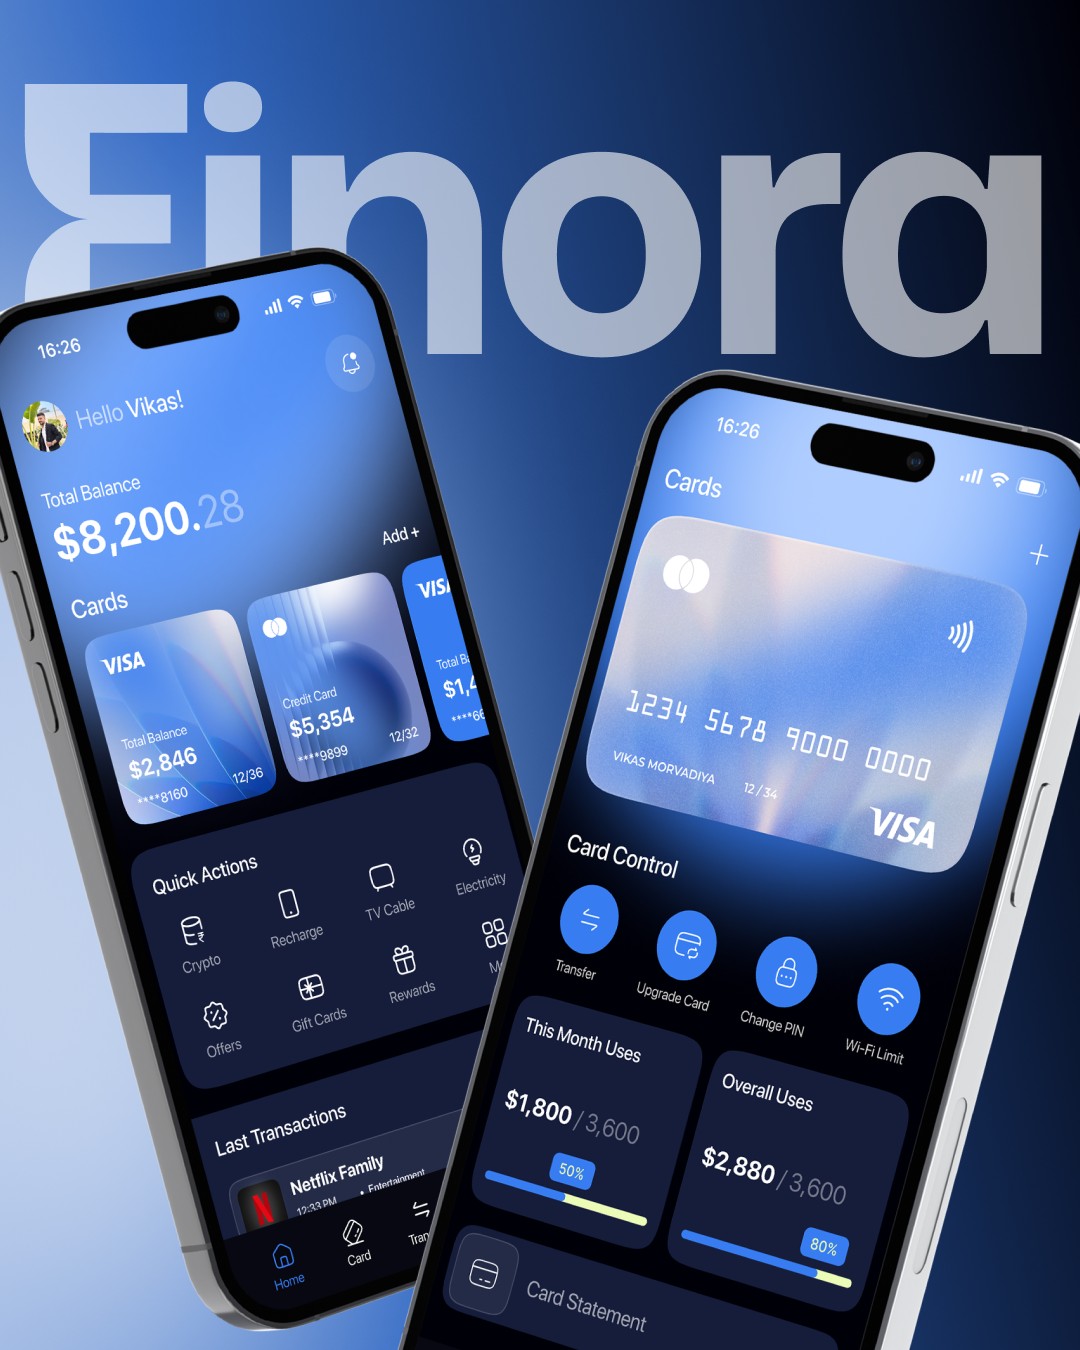 Finora
16:26
Hello Vikas!
Total Balance
$8,200.28
Add +
Cards
VISA
Total Balance
$2,846
****8160
12/36
Credit Card
$5,354
****9899
12/32
VISA
Quick Actions
Crypto
Recharge
TV Cable
Electricity
Offers
Gift Cards
Rewards
Last Transactions
Netflix Family
12:33 PM
• Entertainment
Home
Card
16:26
Cards
1234 5678 9000 0000
VIKAS MORVADIYA
12 / 34
VISA
Card Control
Transfer
Upgrade Card
Change PIN
Wi-Fi Limit
This Month Uses
$1,800 / 3,600
50%
Overall Uses
$2,880 / 3,600
80%
Card Statement